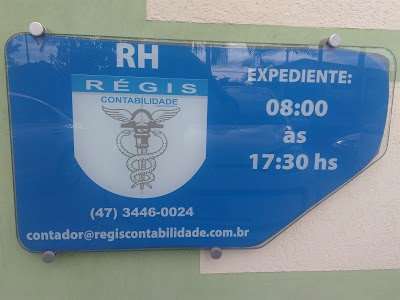 RH
RÉGIS
CONTABILIDADE
(47) 3446-0024
contador@regiscontabilidade.com.br
EXPEDIENTE:
08:00
às
17:30 hs